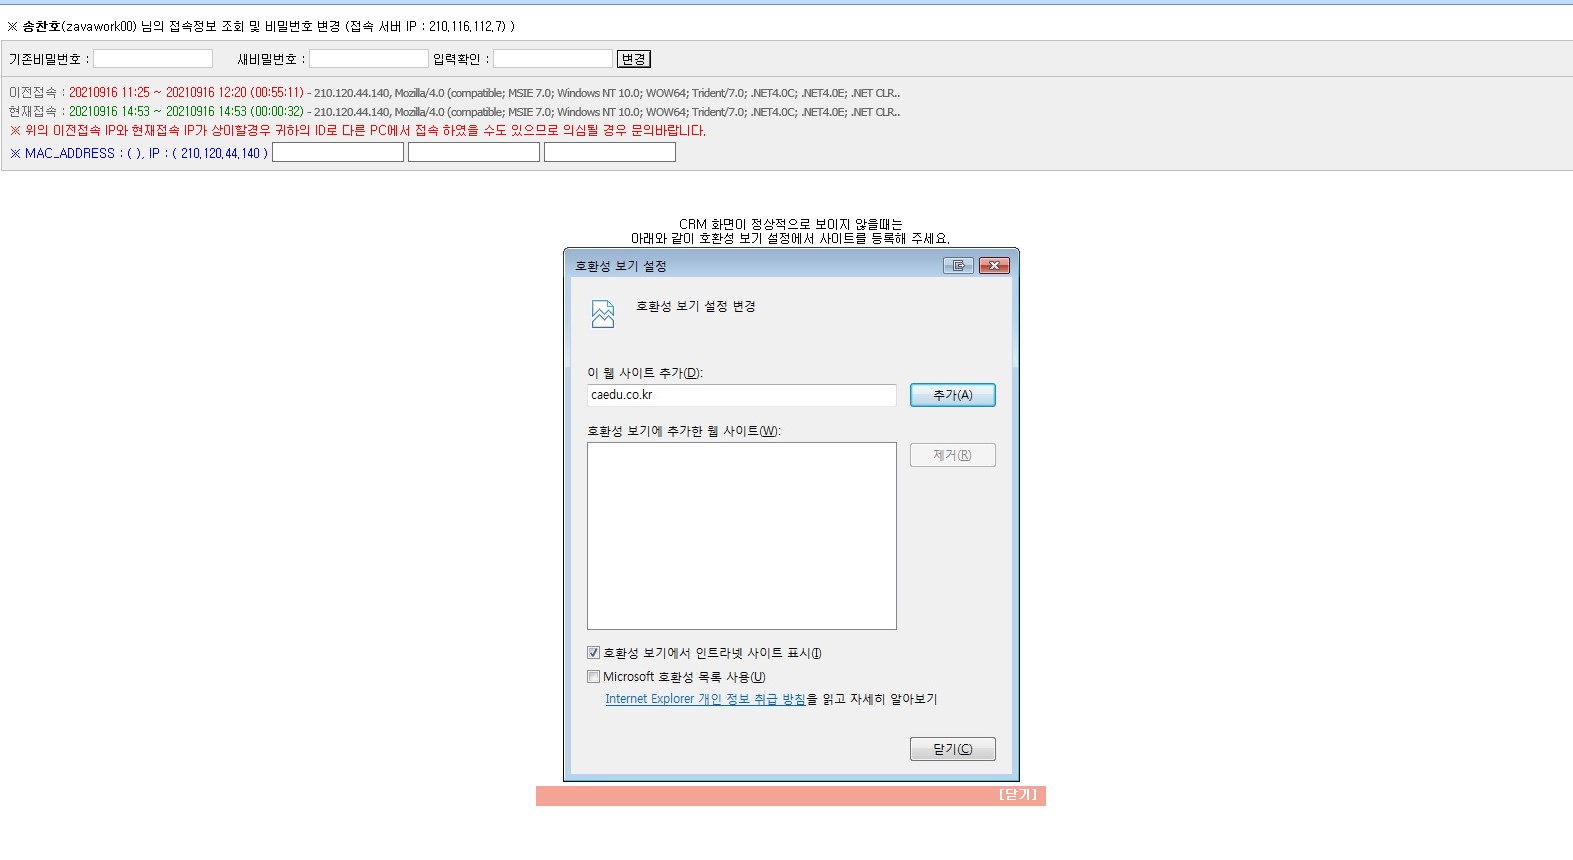 ※ 송찬호(zavawork00) 님의 접속정보 조회 및 비밀번호 변경 (접속 서버 IP : 210,116,112,7) )
기존비밀번호 : 새비밀번호 : 입력확인 : 변경
이전접속 : 20210916 11:25 ~ 20210916 12:20 (00:55:11) - 210.120.44.140, Mozilla/4.0 (compatible; MSIE 7.0; Windows NT 10.0; WOW64; Trident/7.0; .NET4.0C; .NET4.0E; .NET CLR..
현재접속 : 20210916 14:53 ~ 20210916 14:53 (00:00:32) - 210.120.44.140, Mozilla/4.0 (compatible; MSIE 7.0; Windows NT 10.0; WOW64; Trident/7.0; .NET4.0C; .NET4.0E; .NET CLR..
※ 위의 이전접속 IP와 현재접속 IP가 상이할경우 귀하의 ID로 다른 PC에서 접속 하였을 수도 있으므로 의심될 경우 문의바랍니다.
※ MAC_ADDRESS : ( ), IP : ( 210,120,44,140 )
CRM 화면이 정상적으로 보이지 않을때는
아래와 같이 호환성 보기 설정에서 사이트를 등록해 주세요.
호환성 보기 설정
호환성 보기 설정 변경
이 웹 사이트 추가(D):
caedu.co.kr 추가(A)
호환성 보기에 추가한 웹 사이트(W):
제거(R)
호환성 보기에서 인트라넷 사이트 표시(I)
Microsoft 호환성 목록 사용(U)
Internet Explorer 개인 정보 취급 방침을 읽고 자세히 알아보기
닫기(C)
[닫기]